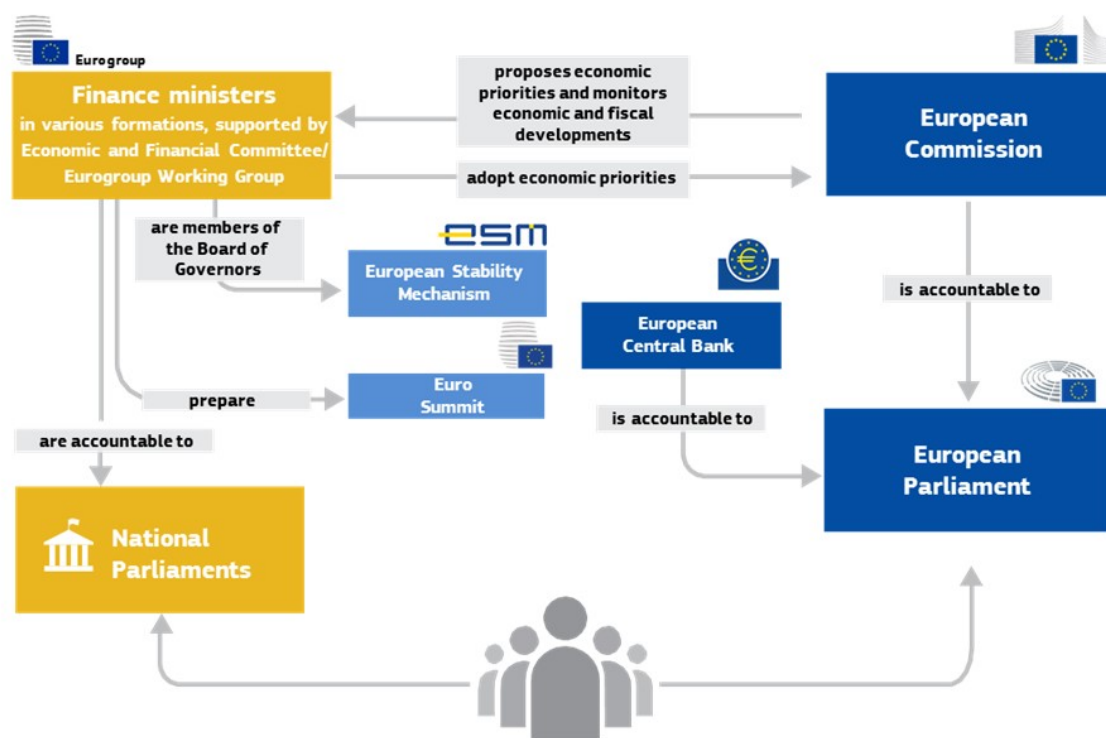 Eurogroup
Finance ministers
in various formations, supported by
Economic and Financial Committee/
Eurogroup Working Group
proposes economic
priorities and monitors
economic and fiscal
developments
adopt economic priorities
European
Commission
are members of
the Board of
Governors
esm
European Stability
Mechanism
€
European
Central Bank
is accountable to
Euro
Summit
prepare
is accountable to
are accountable to
European
Parliament
National
Parliaments